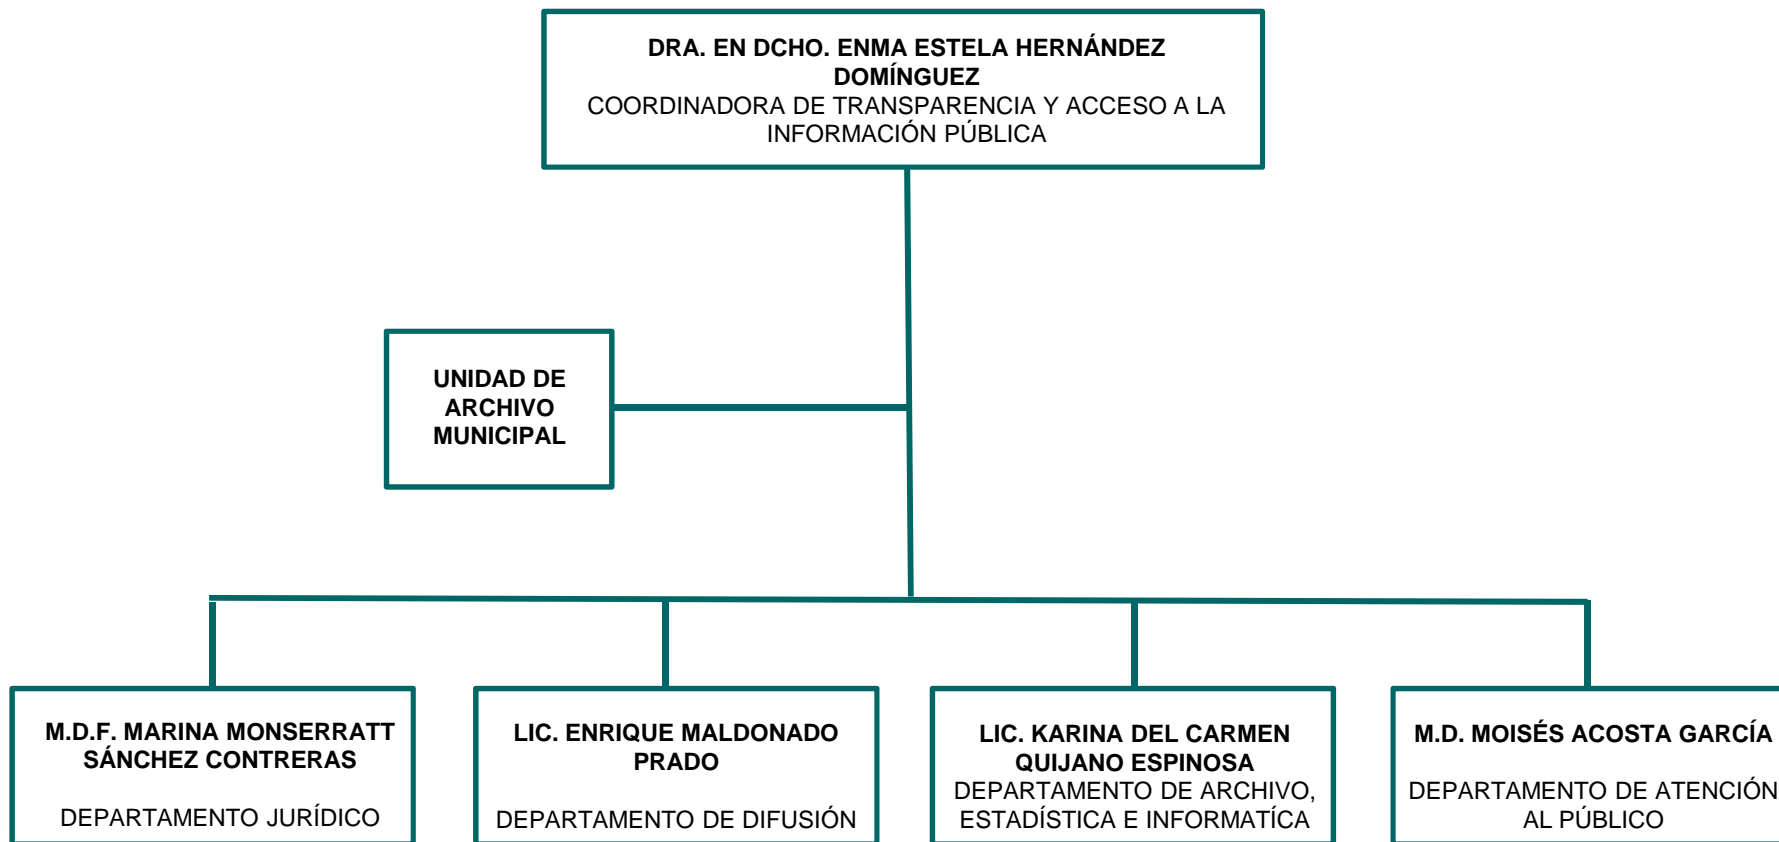 DRA. EN DCHO. ENMA ESTELA HERNÁNDEZ
DOMÍNGUEZ
COORDINADORA DE TRANSPARENCIA Y ACCESO A LA
INFORMACIÓN PÚBLICA
UNIDAD DE
ARCHIVO
MUNICIPAL
M.D.F. MARINA MONSERRATT
SÁNCHEZ CONTRERAS
DEPARTAMENTO JURÍDICO
LIC. ENRIQUE MALDONADO
PRADO
DEPARTAMENTO DE DIFUSIÓN
LIC. KARINA DEL CARMEN
QUIJANO ESPINOSA
DEPARTAMENTO DE ARCHIVO,
ESTADÍSTICA E INFORMATÍCA
M.D. MOISÉS ACOSTA GARCÍA
DEPARTAMENTO DE ATENCIÓN
AL PÚBLICO